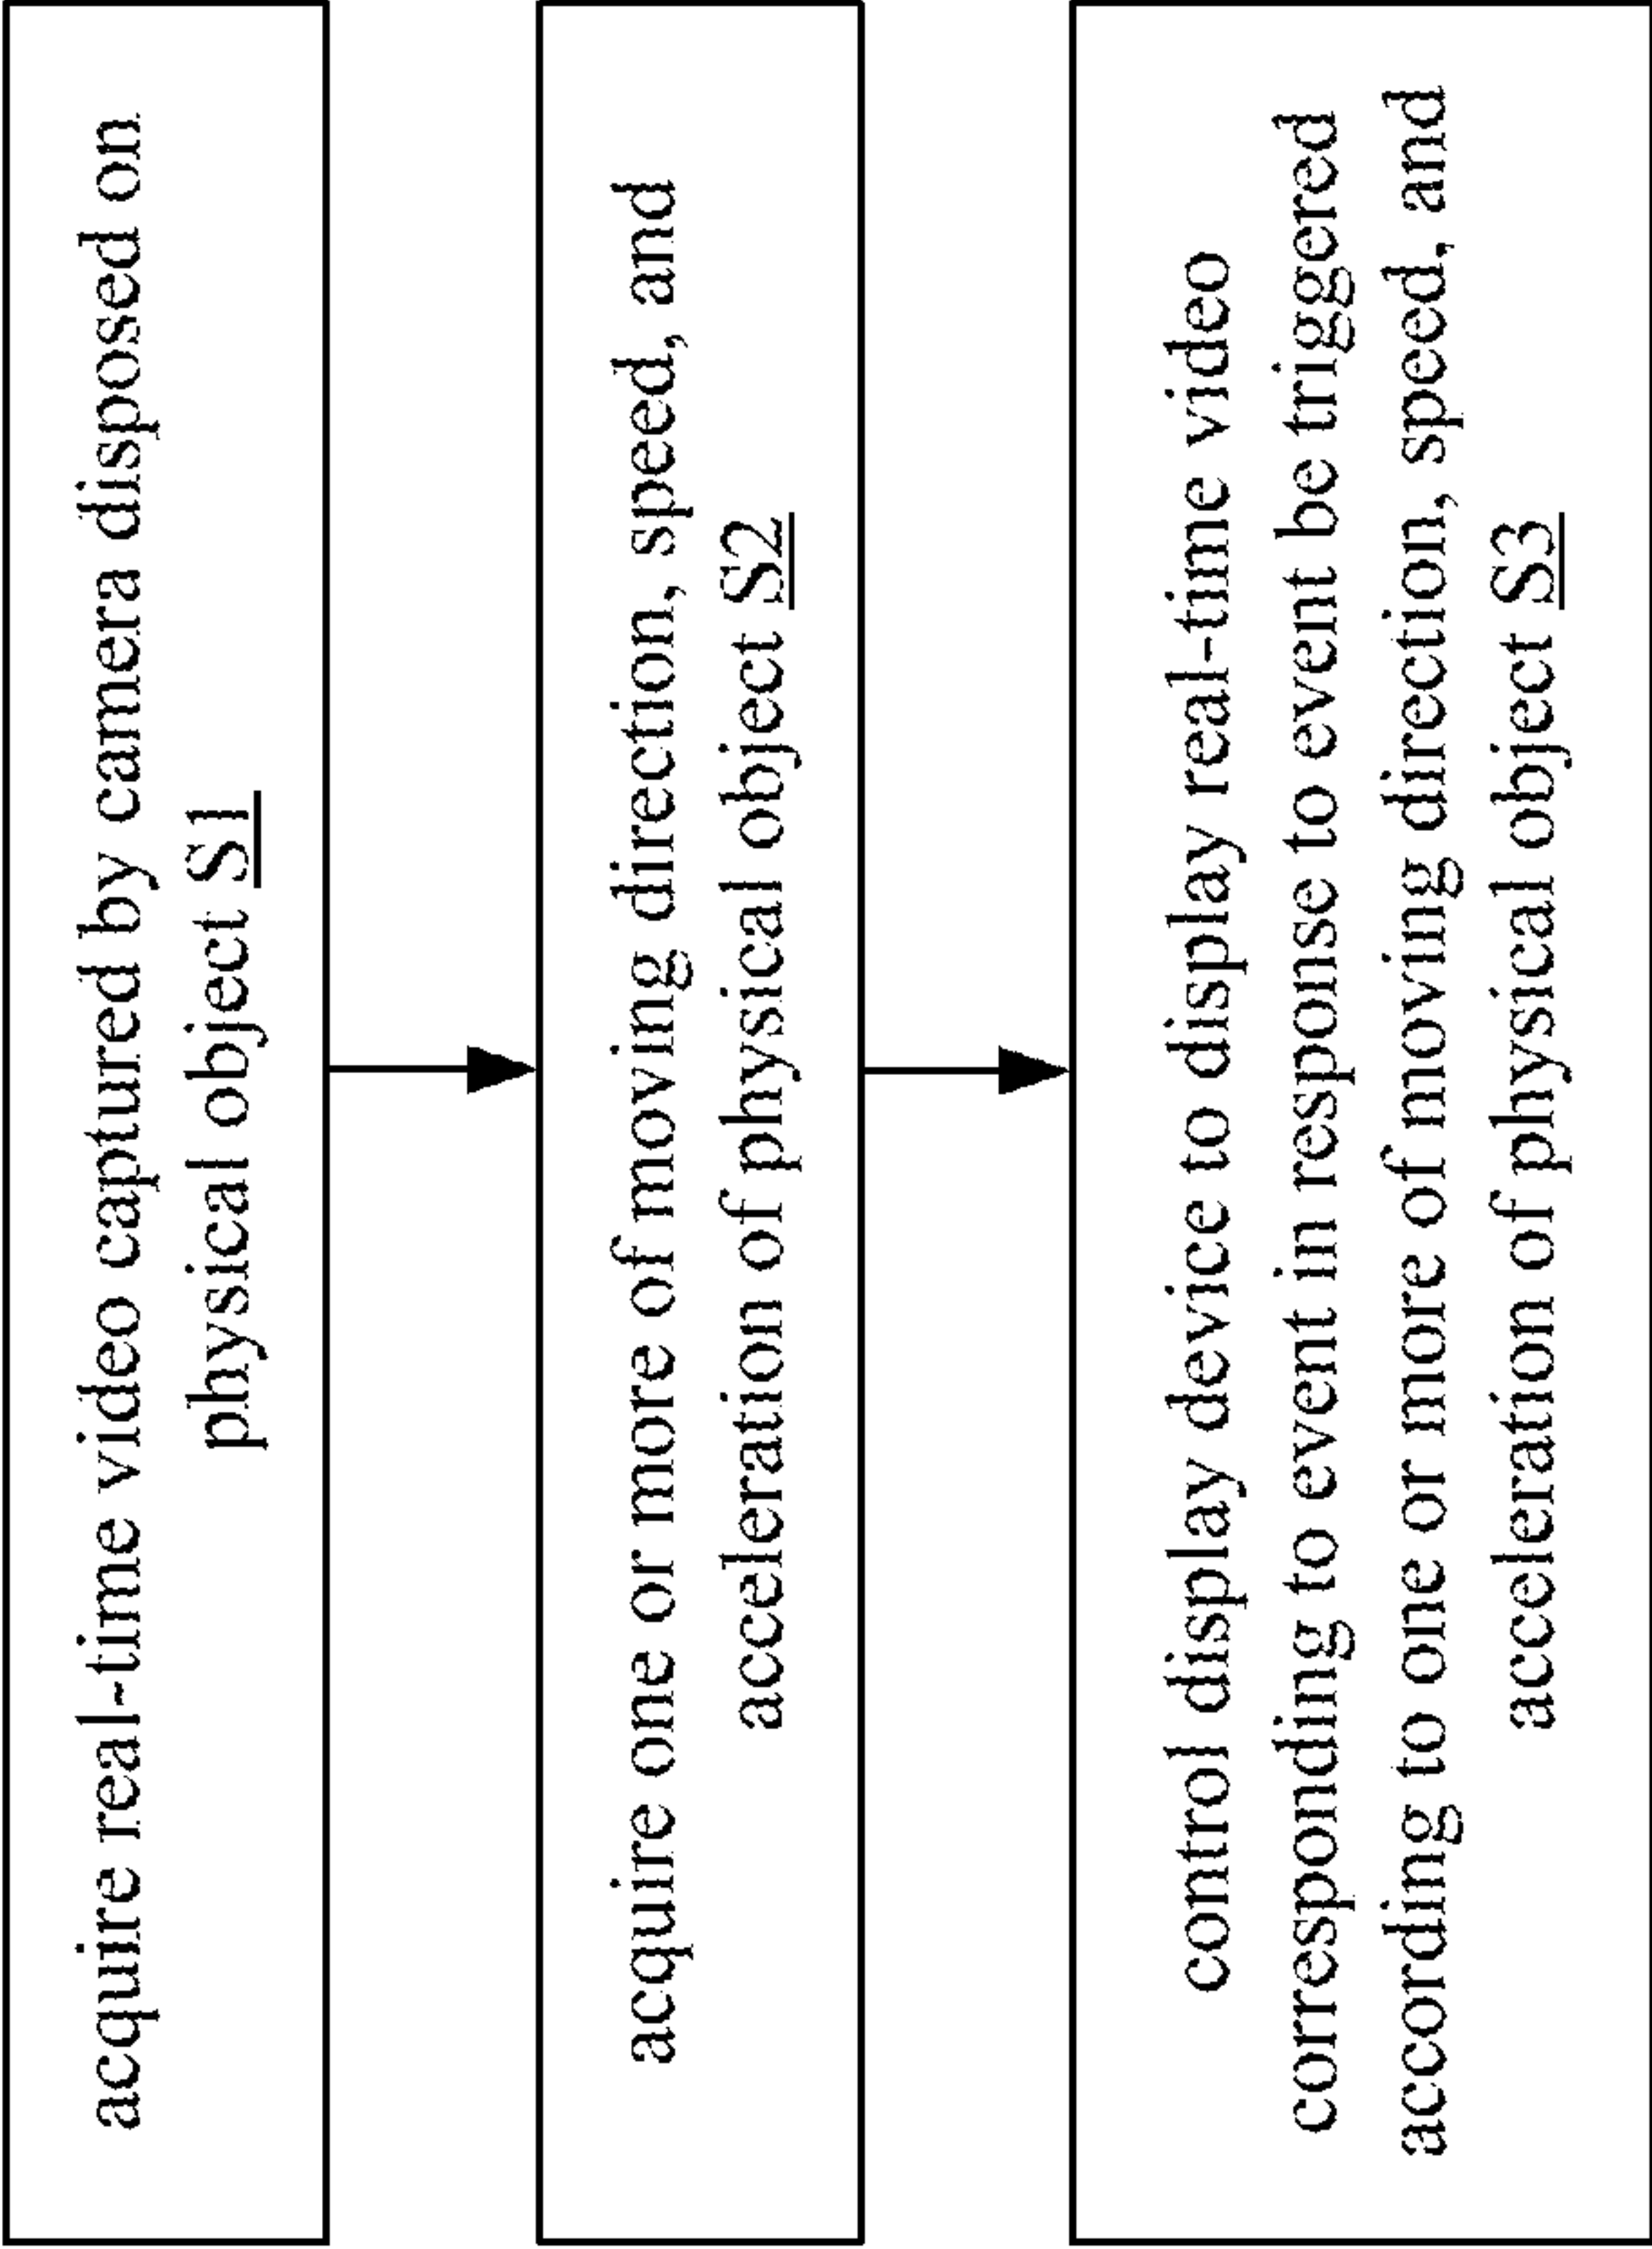 acquire real-time video captured by camera disposed on
physical object S1
acquire one or more of moving direction, speed, and
acceleration of physical object S2
control display device to display real-time video
corresponding to event in response to event be triggered
according to one or more of moving direction, speed, and
acceleration of physical object S3